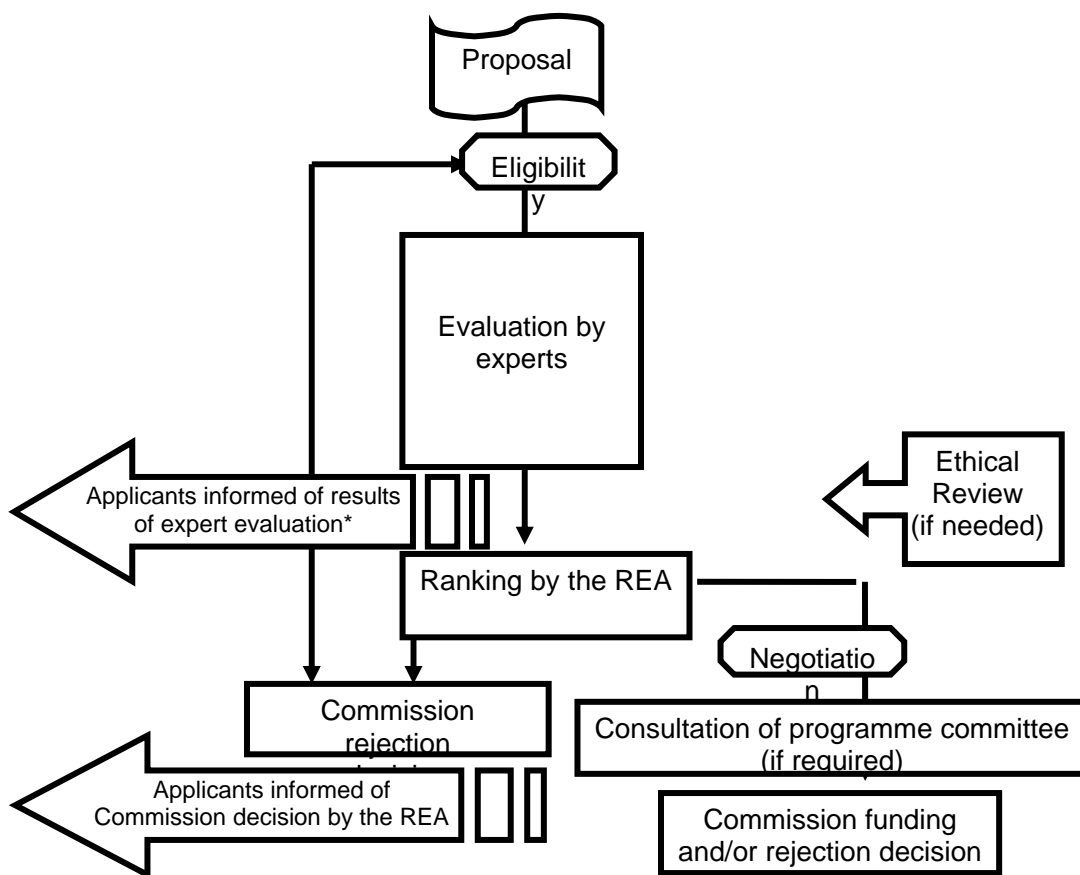 Proposal
Eligibilit
y
Evaluation by
experts
Applicants informed of results
of expert evaluation*
Ethical
Review
(if needed)
Ranking by the REA
Negotiatio
n
Commission
rejection
Consultation of programme committee
(if required)
Applicants informed of
Commission decision by the REA
Commission funding
and/or rejection decision